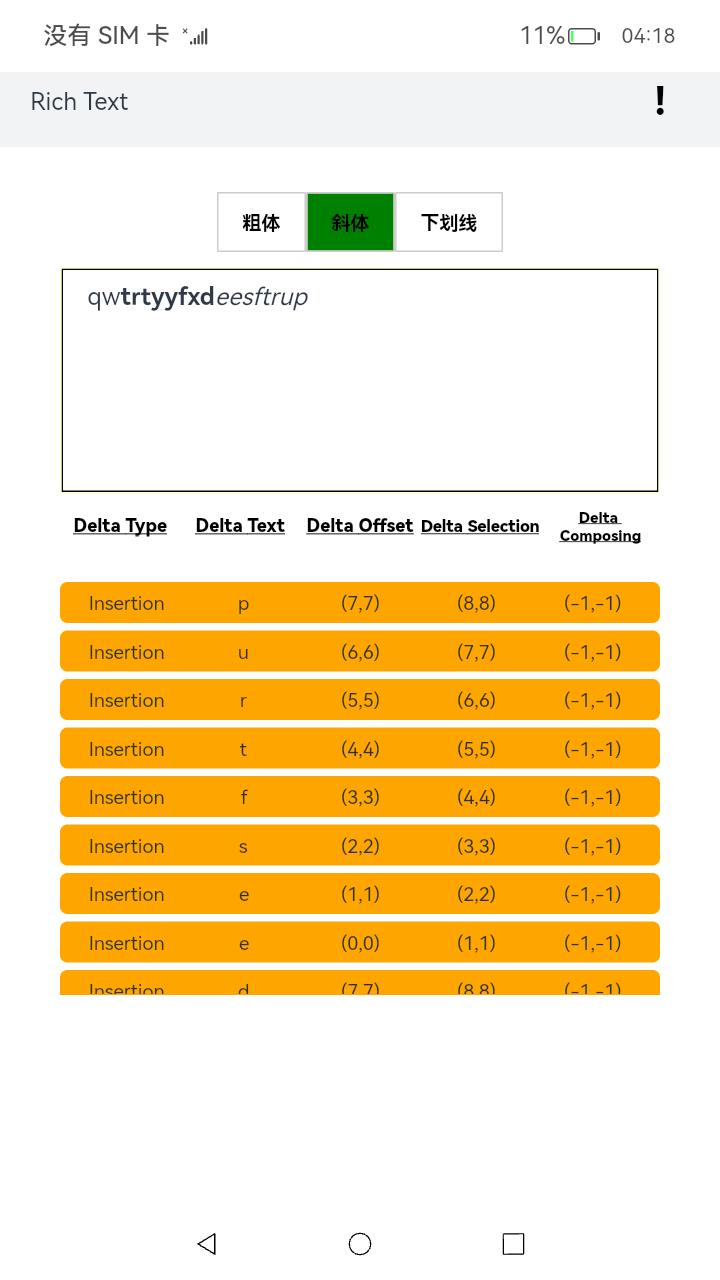 没有 SIM 卡
11% 04:18
Rich Text
粗体 斜体 下划线
qwtrtyyfxdeesftrup
Delta Type Delta Text Delta Offset Delta Selection Delta Composing
Insertion p (7,7) (8,8) (-1,-1)
Insertion u (6,6) (7,7) (-1,-1)
Insertion r (5,5) (6,6) (-1,-1)
Insertion t (4,4) (5,5) (-1,-1)
Insertion f (3,3) (4,4) (-1,-1)
Insertion s (2,2) (3,3) (-1,-1)
Insertion e (1,1) (2,2) (-1,-1)
Insertion e (0,0) (1,1) (-1,-1)
Insertion d (7,7) (8,8) (-1,-1)